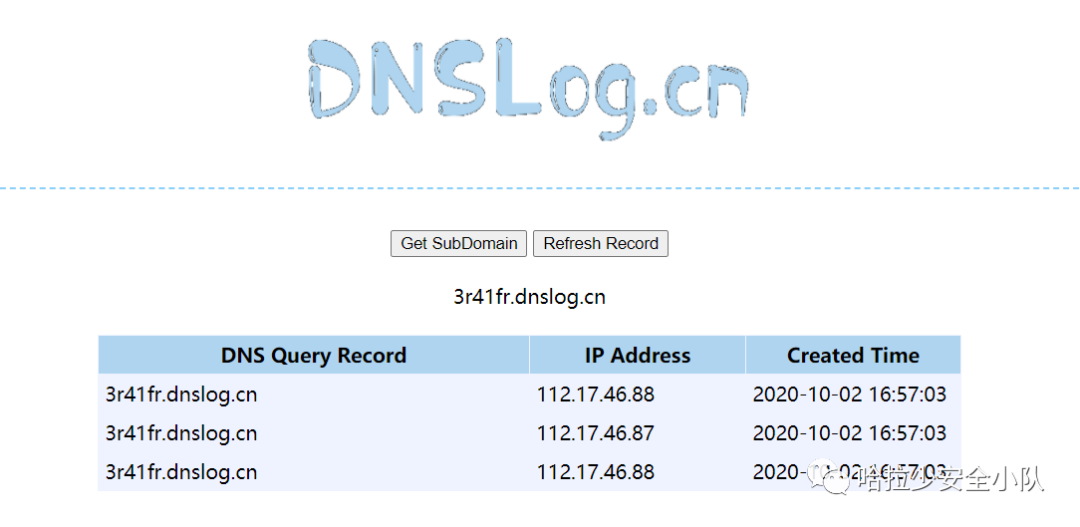 DNSLog.cn
Get SubDomain Refresh Record
3r41fr.dnslog.cn
DNS Query Record IP Address Created Time
3r41fr.dnslog.cn 112.17.46.88 2020-10-02 16:57:03
3r41fr.dnslog.cn 112.17.46.87 2020-10-02 16:57:03
3r41fr.dnslog.cn 112.17.46.88 2020-10-02 16:57:03
哈拉少安全小队